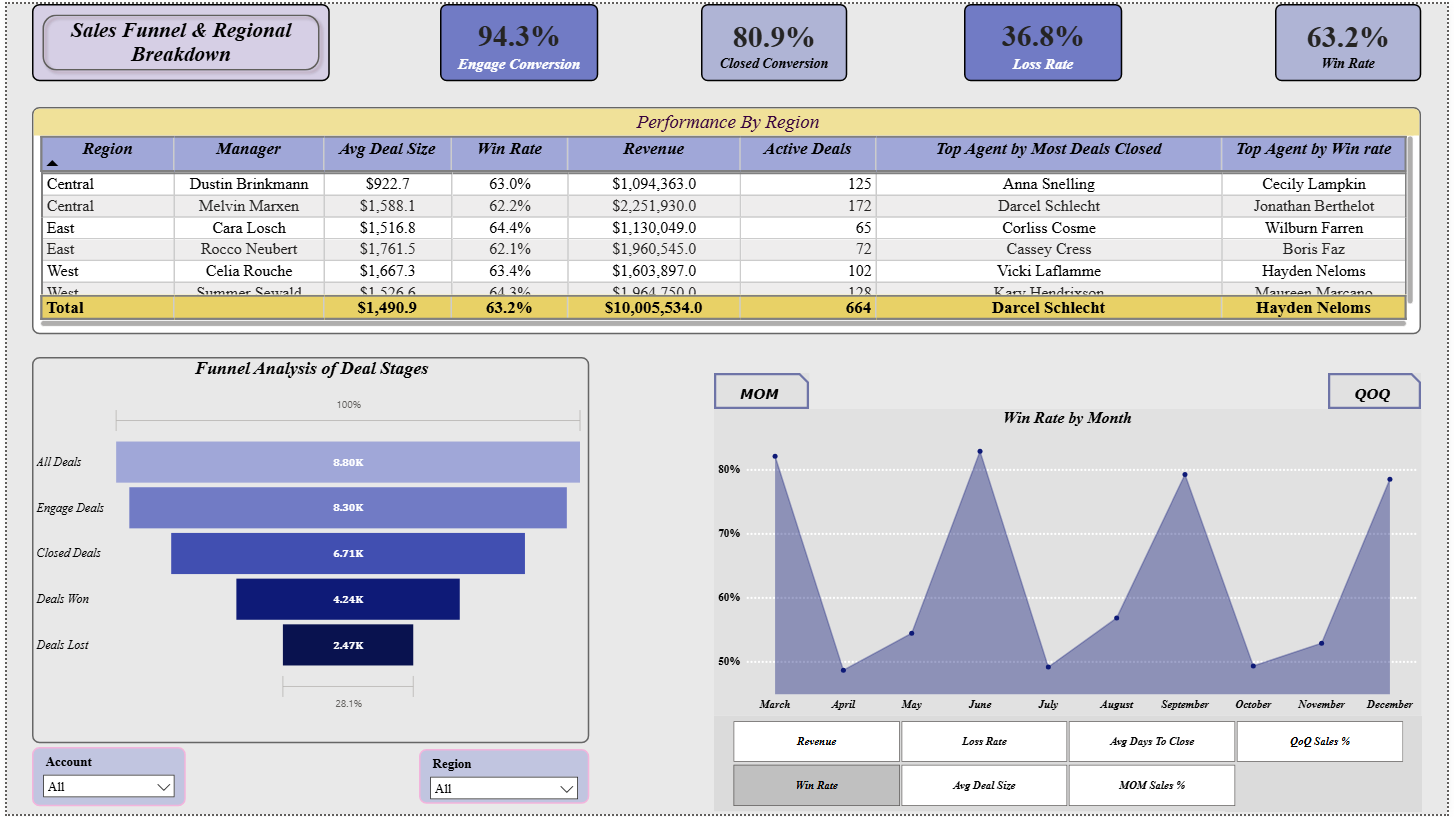 Sales Funnel & Regional
Breakdown
94.3%
Engage Conversion
80.9%
Closed Conversion
36.8%
Loss Rate
63.2%
Win Rate
Performance By Region
Region Manager Avg Deal Size Win Rate Revenue Active Deals Top Agent by Most Deals Closed Top Agent by Win rate
Central Dustin Brinkmann $922.7 63.0% $1,094,363.0 125 Anna Snelling Cecily Lampkin
Central Melvin Marxen $1,588.1 62.2% $2,251,930.0 172 Darcel Schlecht Jonathan Berthelot
East Cara Losch $1,516.8 64.4% $1,130,049.0 65 Corliss Cosme Wilburn Farren
East Rocco Neubert $1,761.5 62.1% $1,960,545.0 72 Cassey Cress Boris Faz
West Celia Rouche $1,667.3 63.4% $1,603,897.0 102 Vicki Laflamme Hayden Neloms
West Summer Sewald $1,526.6 64.3% $1,964,750.0 128 Kary Hendrixson Maureen Marcano
Total $1,490.9 63.2% $10,005,534.0 664 Darcel Schlecht Hayden Neloms
Funnel Analysis of Deal Stages
100%
All Deals 8.80K
Engage Deals 8.30K
Closed Deals 6.71K
Deals Won 4.24K
Deals Lost 2.47K
28.1%
Account
All
Region
All
MOM
QOQ
Win Rate by Month
80%
70%
60%
50%
March April May June July August September October November December
Revenue Loss Rate Avg Days To Close QoQ Sales %
Win Rate Avg Deal Size MOM Sales %